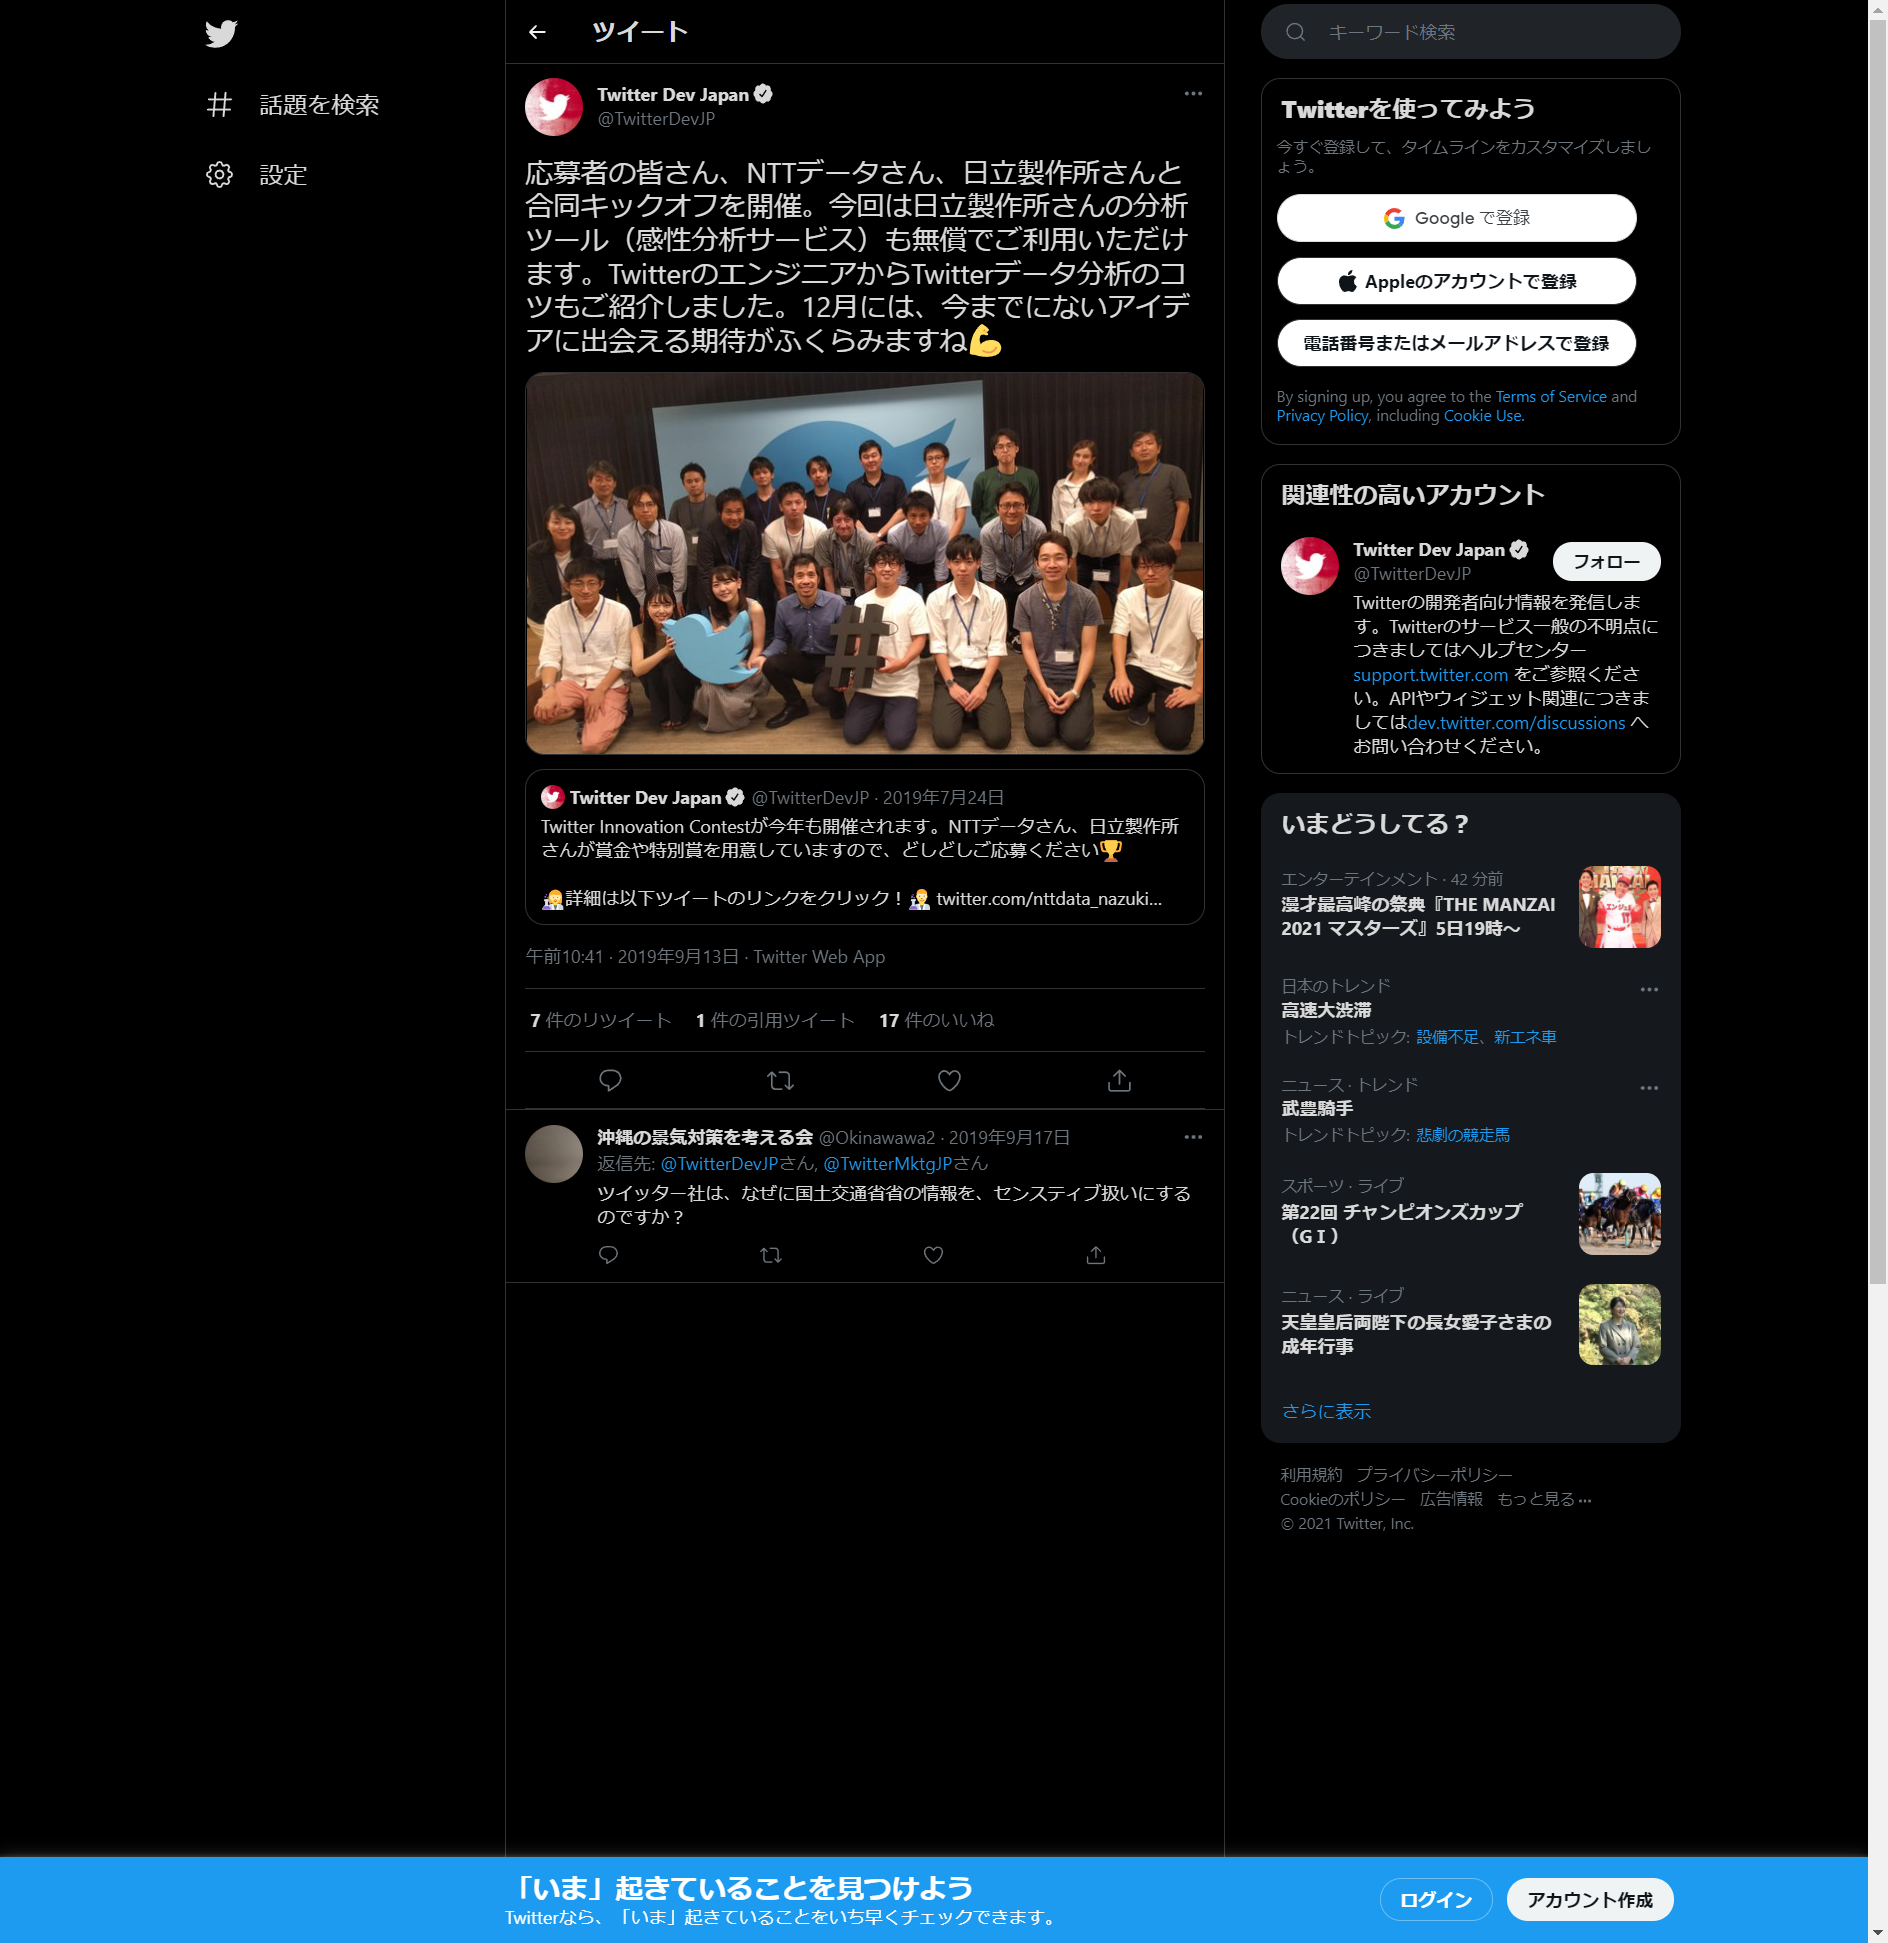 話題を検索
設定
ツイート
Twitter Dev Japan
@TwitterDevJP
応募者の皆さん、NTTデータさん、日立製作所さんと
合同キックオフを開催。今回は日立製作所さんの分析
ツール（感性分析サービス）も無償でご利用いただけ
ます。TwitterのエンジニアからTwitterデータ分析のコ
ツもご紹介しました。12月には、今までにないアイデ
アに出会える期待がふくらみますね💪
#
Twitter Dev Japan @TwitterDevJP · 2019年7月24日
Twitter Innovation Contestが今年も開催されます。NTTデータさん、日立製作所
さんが賞金や特別賞を用意していますので、どしどしご応募ください🏆
👩‍🔬詳細は以下ツイートのリンクをクリック！👨‍🔬 twitter.com/nttdata_nazuki...
午前10:41 · 2019年9月13日 · Twitter Web App
7 件のリツイート 1 件の引用ツイート 17 件のいいね
沖縄の景気対策を考える会 @Okinawawa2 · 2019年9月17日
返信先: @TwitterDevJPさん, @TwitterMktgJPさん
ツイッター社は、なぜに国土交通省省の情報を、センスティブ扱いにする
のですか？
キーワード検索
Twitterを使ってみよう
今すぐ登録して、タイムラインをカスタマイズしまし
ょう。
Google で登録
Appleのアカウントで登録
電話番号またはメールアドレスで登録
By signing up, you agree to the Terms of Service and
Privacy Policy, including Cookie Use.
関連性の高いアカウント
Twitter Dev Japan
@TwitterDevJP
フォロー
Twitterの開発者向け情報を発信しま
す。Twitterのサービス一般の不明点に
つきましてはヘルプセンター
support.twitter.com をご参照くださ
い。APIやウィジェット関連につきま
してはdev.twitter.com/discussions へ
お問い合わせください。
いまどうしてる？
エンターテインメント · 42 分前
漫才最高峰の祭典『THE MANZAI
2021 マスターズ』5日19時～
日本のトレンド
高速大渋滞
トレンドトピック: 設備不足、新エネ車
ニュース · トレンド
武豊騎手
トレンドトピック: 悲劇の競走馬
スポーツ · ライブ
第22回 チャンピオンズカップ
（GⅠ）
ニュース · ライブ
天皇皇后両陛下の長女愛子さまの
成年行事
さらに表示
利用規約 プライバシーポリシー
Cookieのポリシー 広告情報 もっと見る ...
© 2021 Twitter, Inc.
「いま」起きていることを見つけよう
Twitterなら、「いま」起きていることをいち早くチェックできます。
ログイン
アカウント作成